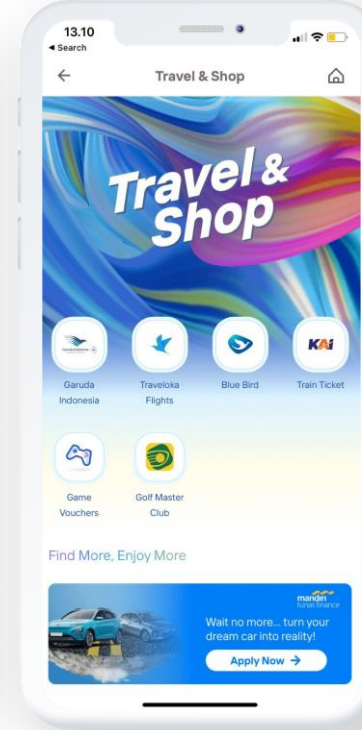 13.10
◄ Search
Travel & Shop
Travel &
Shop
KAI
Garuda
Indonesia
Traveloka
Flights
Blue Bird
Train Ticket
Game
Vouchers
Golf Master
Club
Find More, Enjoy More
mandiri
tunas finance
Wait no more... turn your
dream car into reality!
Apply Now →